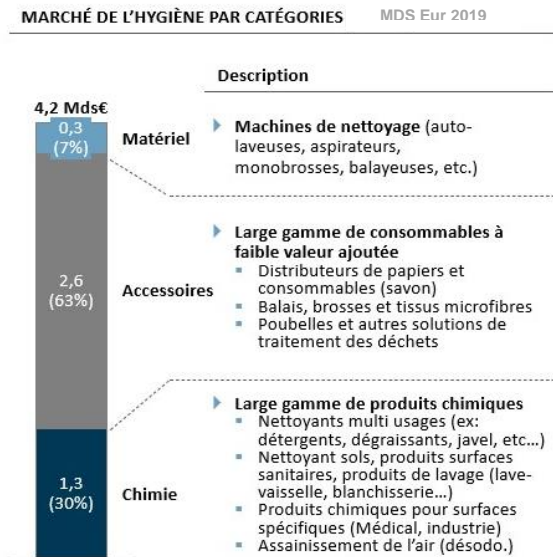 MARCHÉ DE L’HYGIÈNE PAR CATÉGORIES
MDS Eur 2019
Description
4,2 Mds€
0,3
(7%)
Matériel
Machines de nettoyage (auto-
laveuses, aspirateurs,
monobrosses, balayeuses, etc.)
2,6
(63%)
Accessoires
Large gamme de consommables à
faible valeur ajoutée
Distributeurs de papiers et
consommables (savon)
Balais, brosses et tissus microfibres
Poubelles et autres solutions de
traitement des déchets
1,3
(30%)
Chimie
Large gamme de produits chimiques
Nettoyants multi usages (ex:
détergents, dégraissants, javel, etc…)
Nettoyant sols, produits surfaces
sanitaires, produits de lavage (lave-
vaisselle, blanchisserie…)
Produits chimiques pour surfaces
spécifiques (Médical, industrie)
Assainissement de l’air (désodo.)